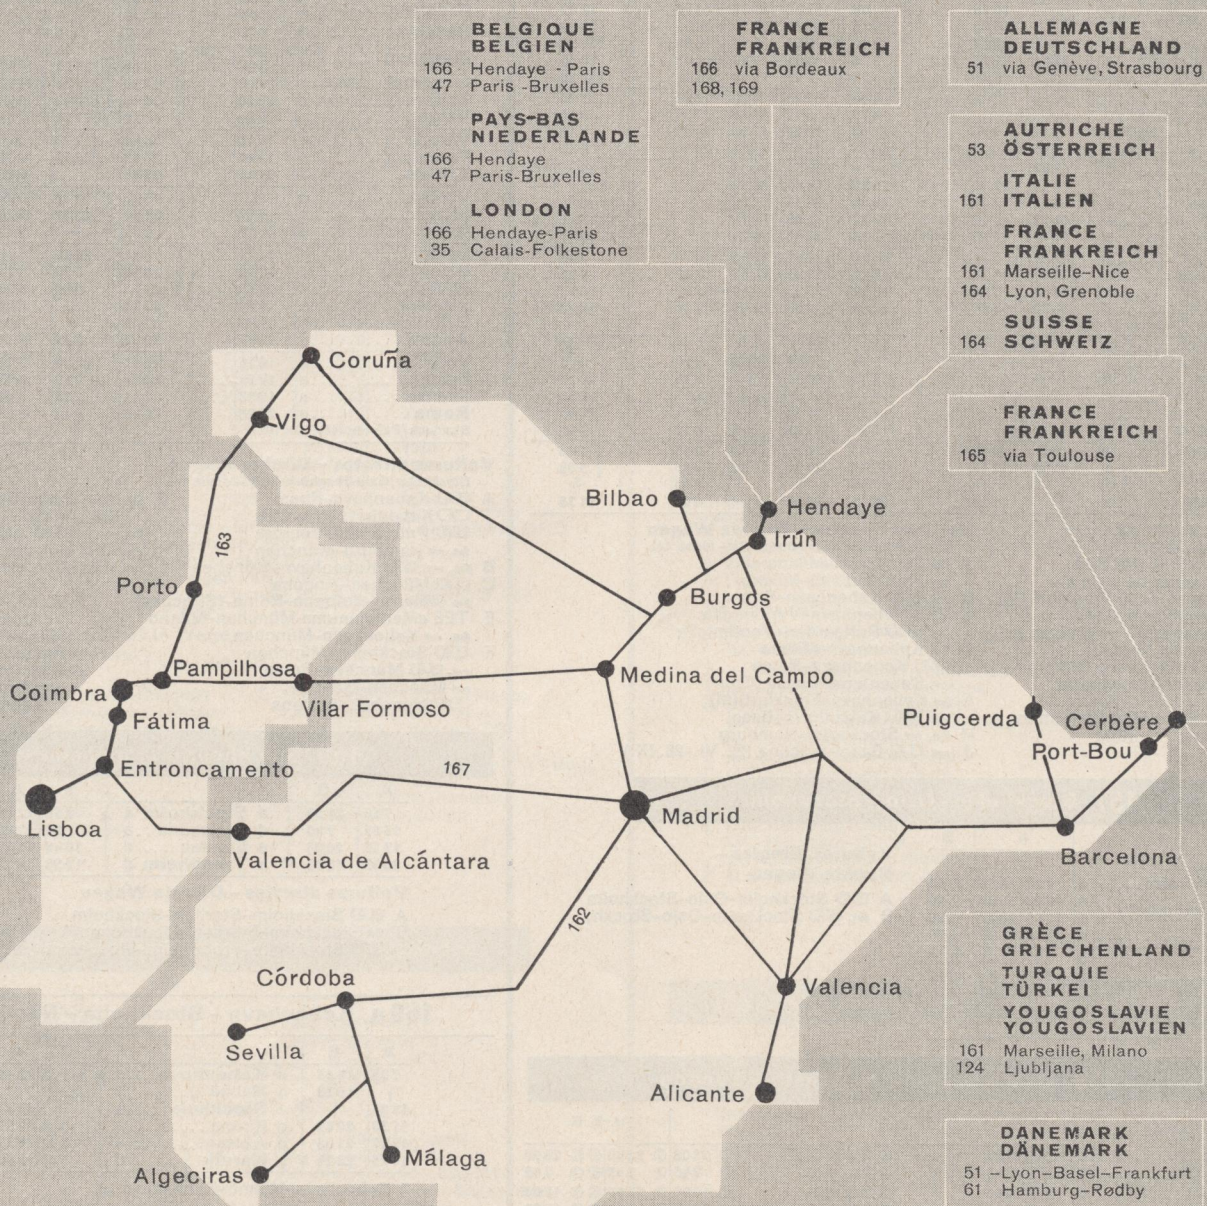 BELGIQUE
BELGIEN
166 Hendaye - Paris
47 Paris -Bruxelles
PAYS-BAS
NIEDERLANDE
166 Hendaye
47 Paris-Bruxelles
LONDON
166 Hendaye-Paris
35 Calais-Folkestone
FRANCE
FRANKREICH
166 via Bordeaux
168, 169
ALLEMAGNE
DEUTSCHLAND
51 via Genève, Strasbourg
AUTRICHE
53 ÖSTERREICH
ITALIE
161 ITALIEN
FRANCE
FRANKREICH
161 Marseille–Nice
164 Lyon, Grenoble
SUISSE
164 SCHWEIZ
FRANCE
FRANKREICH
165 via Toulouse
Coruña
Vigo
Bilbao
Hendaye
Irún
163
Porto
Burgos
Pampilhosa
Medina del Campo
Coimbra
Vilar Formoso
Fátima
Puigcerda
Cerbère
Port-Bou
Entroncamento
167
Madrid
Lisboa
Valencia de Alcántara
Barcelona
162
Córdoba
Valencia
Sevilla
Alicante
Málaga
Algeciras
GRÈCE
GRIECHENLAND
TURQUIE
TÜRKEI
YOUGOSLAVIE
YOUGOSLAVIEN
161 Marseille, Milano
124 Ljubljana
DANEMARK
DÄNEMARK
51 –Lyon–Basel–Frankfurt
61 Hamburg–Rødby